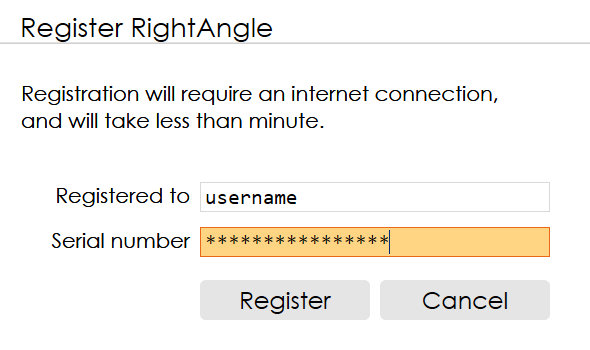 Register RightAngle
Registration will require an internet connection,
and will take less than minute.
Registered to username
Serial number ****************
Register Cancel